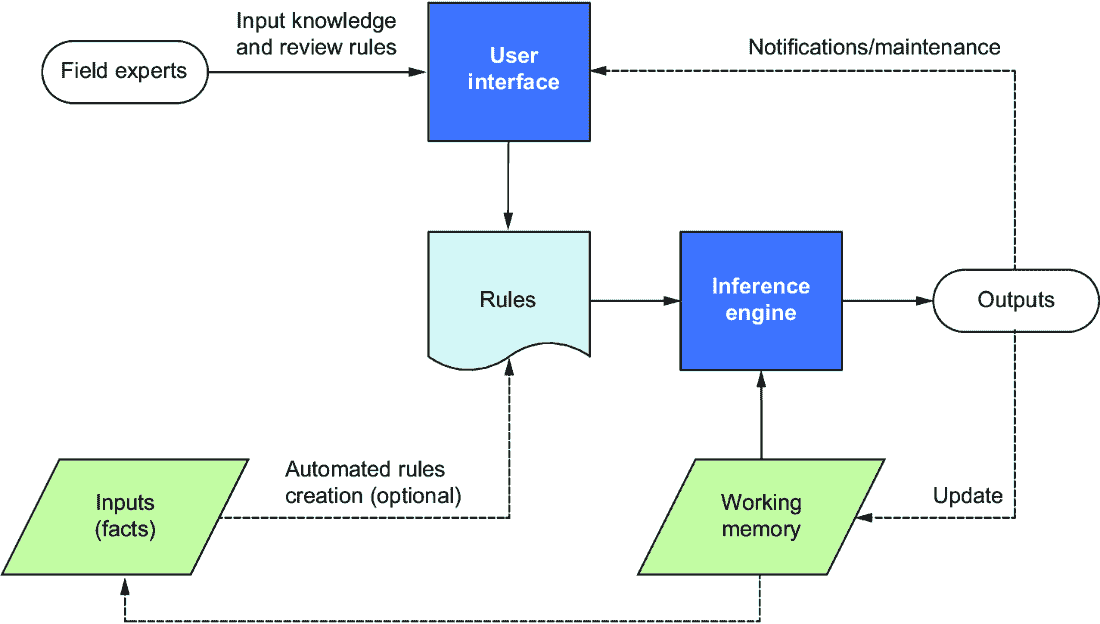 Input knowledge
and review rules
Field experts
User
interface
Notifications/maintenance
Rules
Inference
engine
Outputs
Automated rules
creation (optional)
Inputs
(facts)
Working
memory
Update